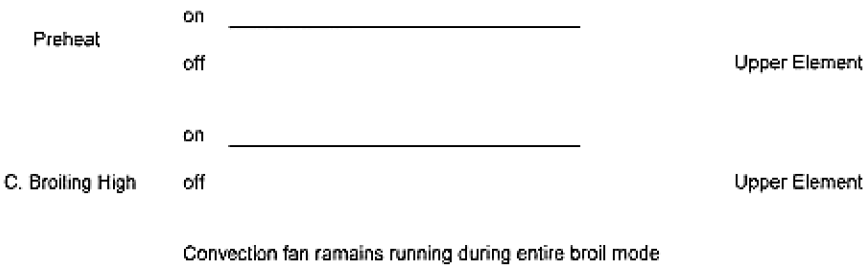 on
Preheat
off Upper Element
on
C. Broiling High off Upper Element
Convection fan ramains running during entire broil mode